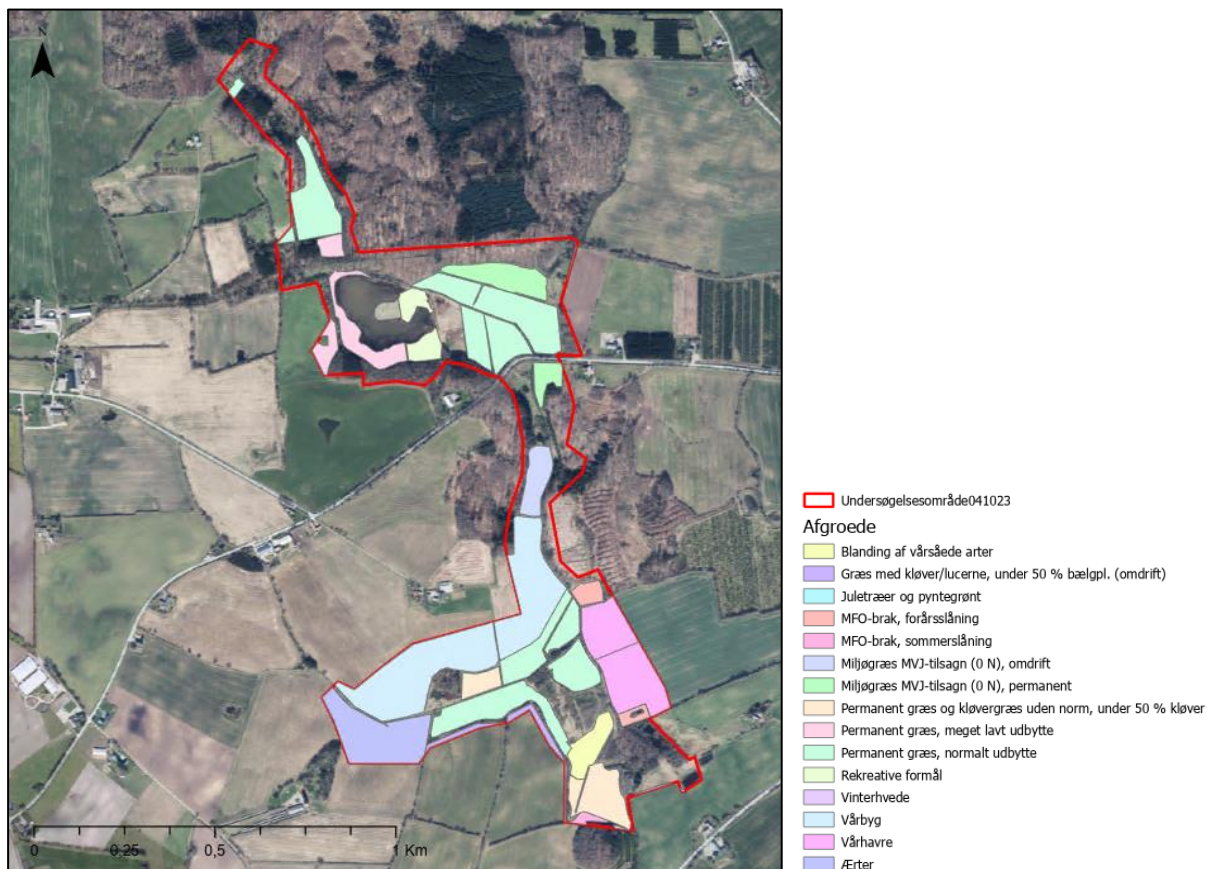 N
0
0,25
0,5
1 Km
Undersøgelsesområde041023
Afgroede
Blanding af vårsåede arter
Græs med kløver/lucerne, under 50 % bælgpl. (omdrift)
Juletræer og pyntegrønt
MFO-brak, forårsslåning
MFO-brak, sommerslåning
Miljøgræs MVJ-tilsagn (0 N), omdrift
Miljøgræs MVJ-tilsagn (0 N), permanent
Permanent græs og kløvergræs uden norm, under 50 % kløver
Permanent græs, meget lavt udbytte
Permanent græs, normalt udbytte
Rekreative formål
Vinterhvede
Vårbyg
Vårhavre
Ærter